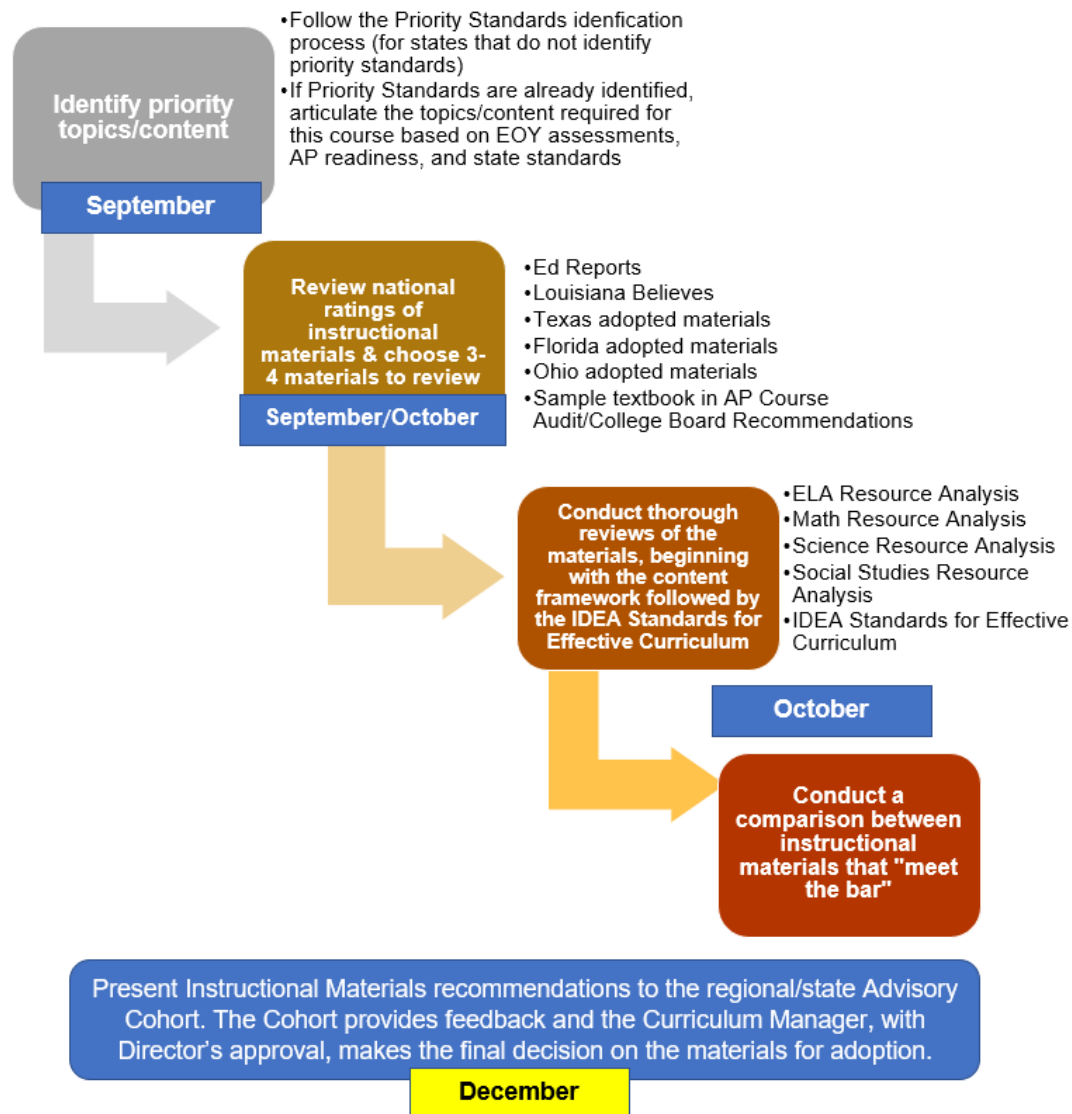 •Follow the Priority Standards idenfication
process (for states that do not identify
priority standards)
•If Priority Standards are already identified,
articulate the topics/content required for
this course based on EOY assessments,
AP readiness, and state standards
Identify priority
topics/content
September
Review national
ratings of
instructional
materials & choose 3-
4 materials to review
September/October
•Ed Reports
•Louisiana Believes
•Texas adopted materials
•Florida adopted materials
•Ohio adopted materials
•Sample textbook in AP Course
Audit/College Board Recommendations
Conduct thorough
reviews of the
materials, beginning
with the content
framework followed by
the IDEA Standards for
Effective Curriculum
•ELA Resource Analysis
•Math Resource Analysis
•Science Resource Analysis
•Social Studies Resource
Analysis
•IDEA Standards for Effective
Curriculum
October
Conduct a
comparison between
instructional
materials that "meet
the bar"
Present Instructional Materials recommendations to the regional/state Advisory
Cohort. The Cohort provides feedback and the Curriculum Manager, with
Director’s approval, makes the final decision on the materials for adoption.
December